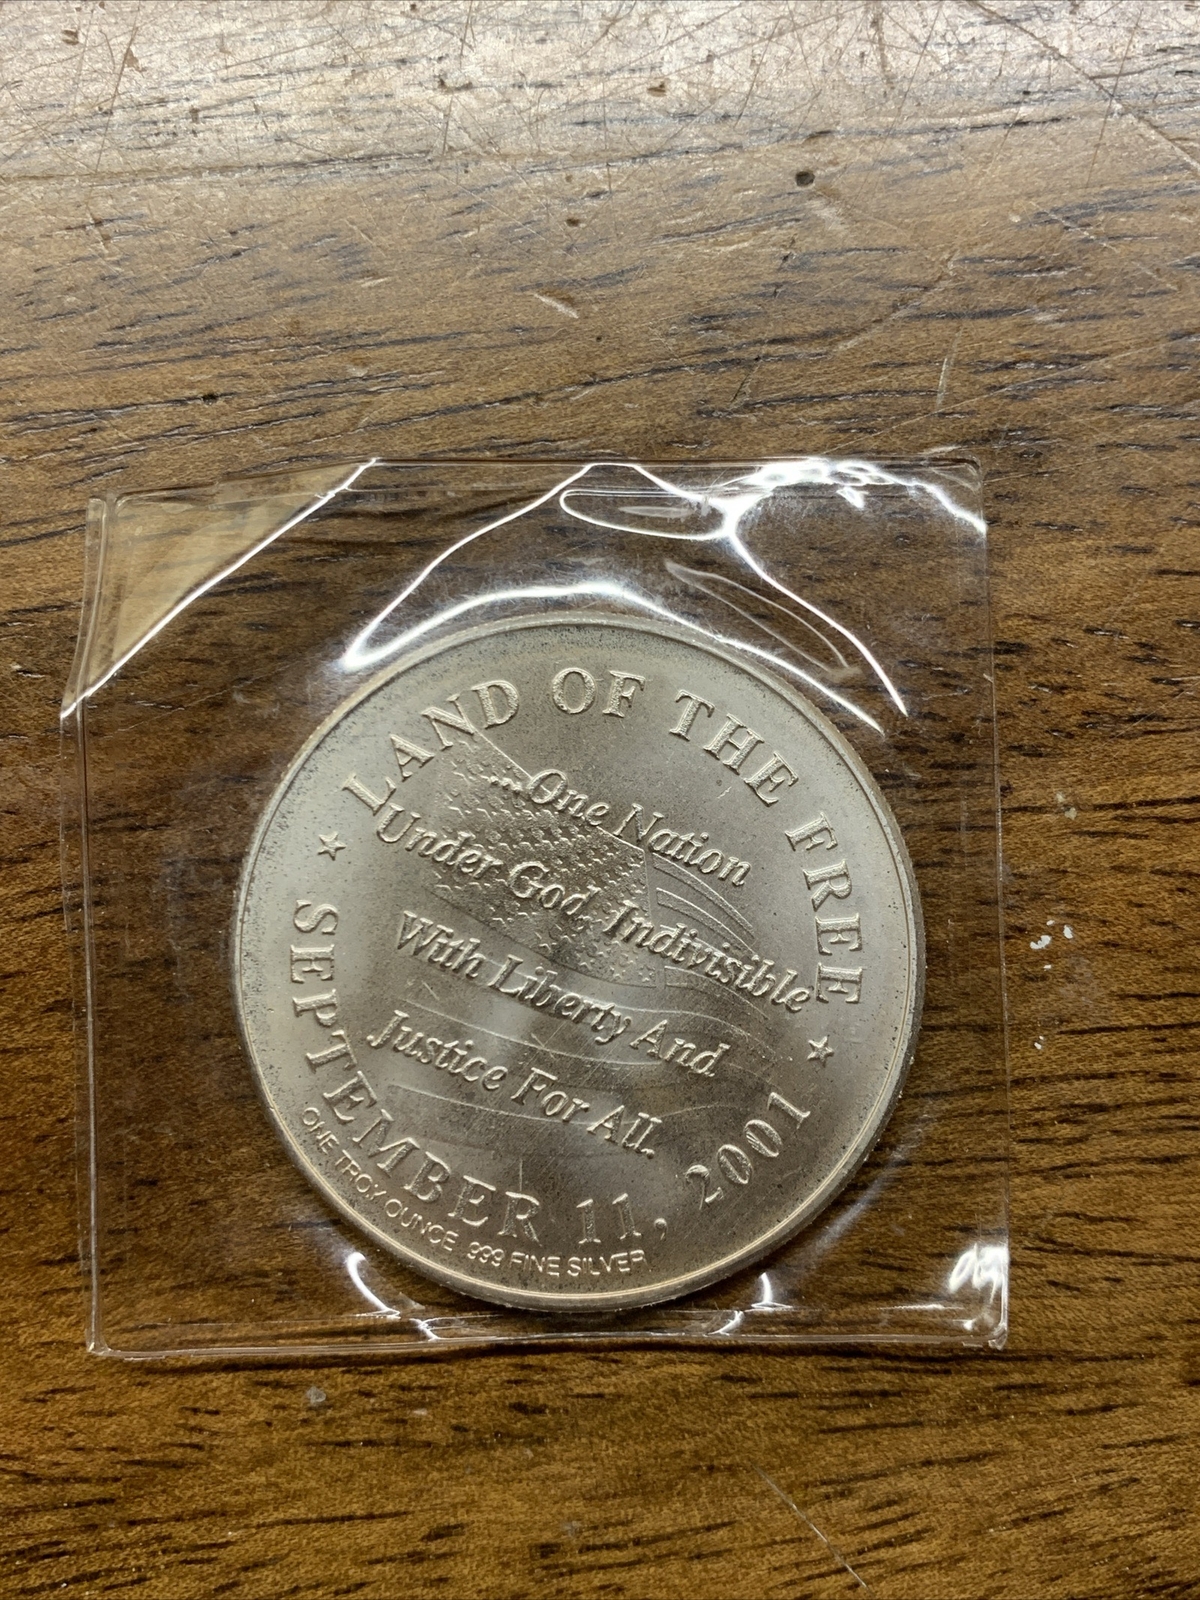 LAND OF THE FREE
...One Nation
Under God, Indivisible
With Liberty And
Justice For All.
SEPTEMBER 11, 2001
ONE TROY OUNCE .999 FINE SILVER